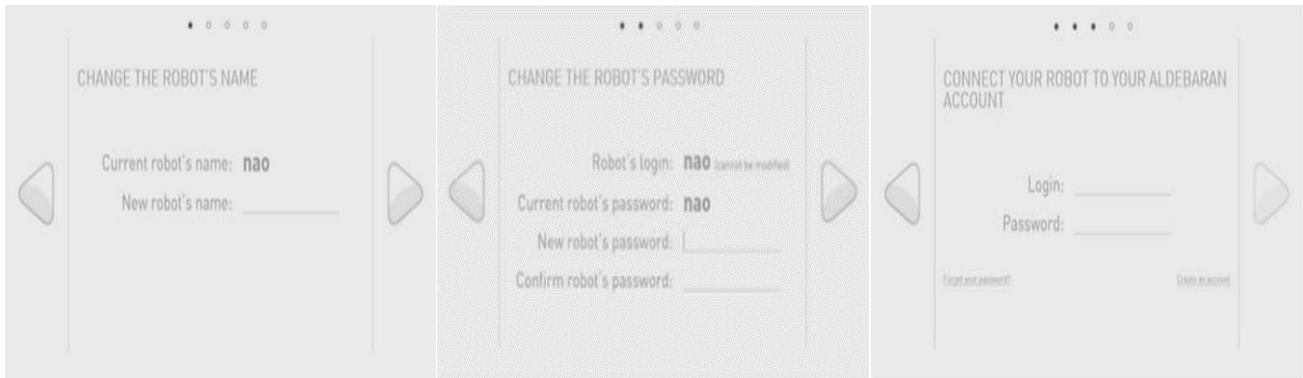 CHANGE THE ROBOT'S NAME
Current robot's name: nao
New robot's name:
CHANGE THE ROBOT'S PASSWORD
Robot's login: nao (cannot be modified)
Current robot's password: nao
New robot's password:
Confirm robot's password:
CONNECT YOUR ROBOT TO YOUR ALDEBARAN
ACCOUNT
Login:
Password:
Forgot your password?
Create an account